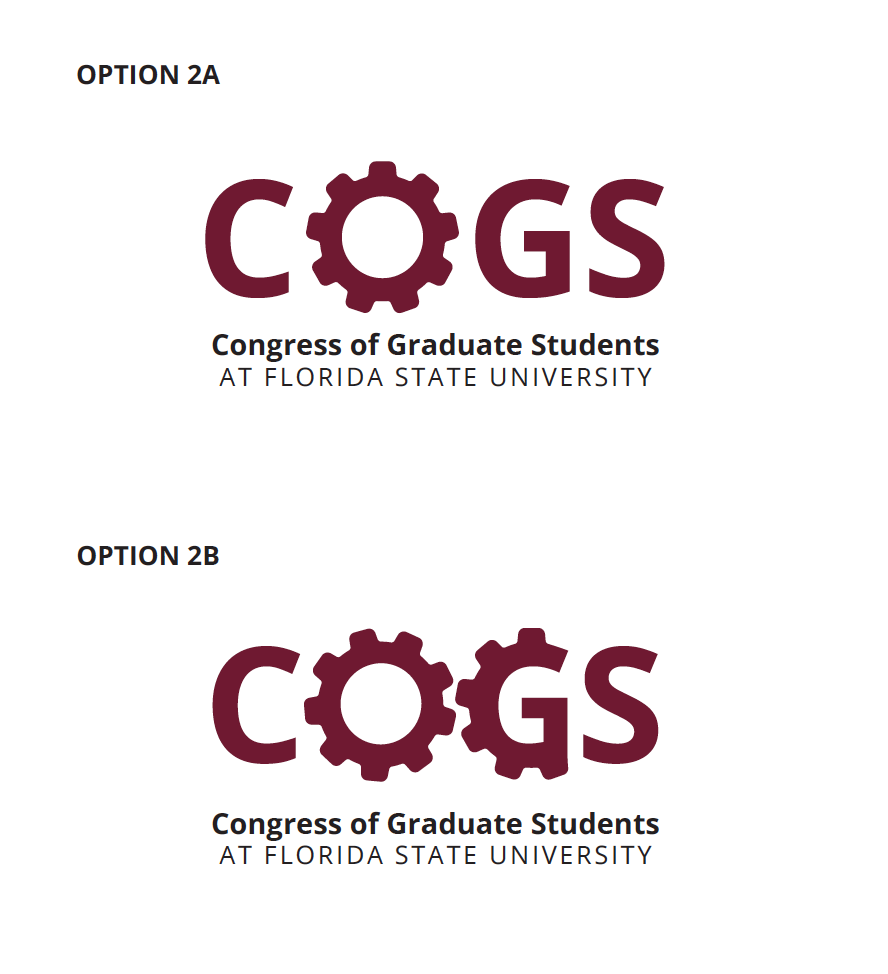 OPTION 2A
COGS
Congress of Graduate Students
AT FLORIDA STATE UNIVERSITY
OPTION 2B
COGS
Congress of Graduate Students
AT FLORIDA STATE UNIVERSITY